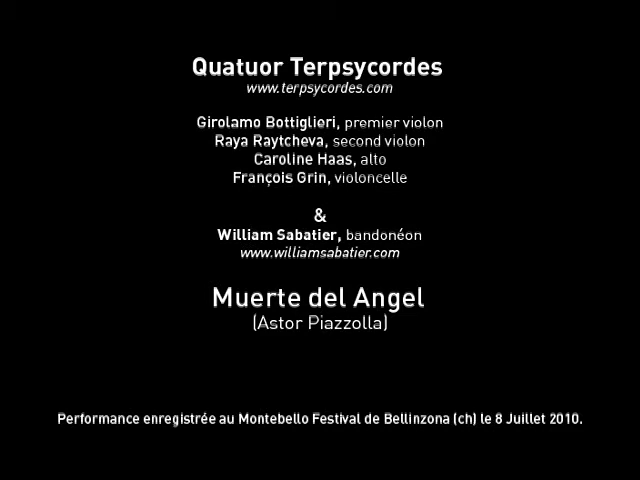 Quatuor Terpsycordes
www.terpsycordes.com
Girolamo Bottiglieri, premier violon
Raya Raytcheva, second violon
Caroline Haas, alto
François Grin, violoncelle
&
William Sabatier, bandonéon
www.williamsabatier.com
Muerte del Angel
(Astor Piazzolla)
Performance enregistrée au Montebello Festival de Bellinzona (ch) le 8 Juillet 2010.